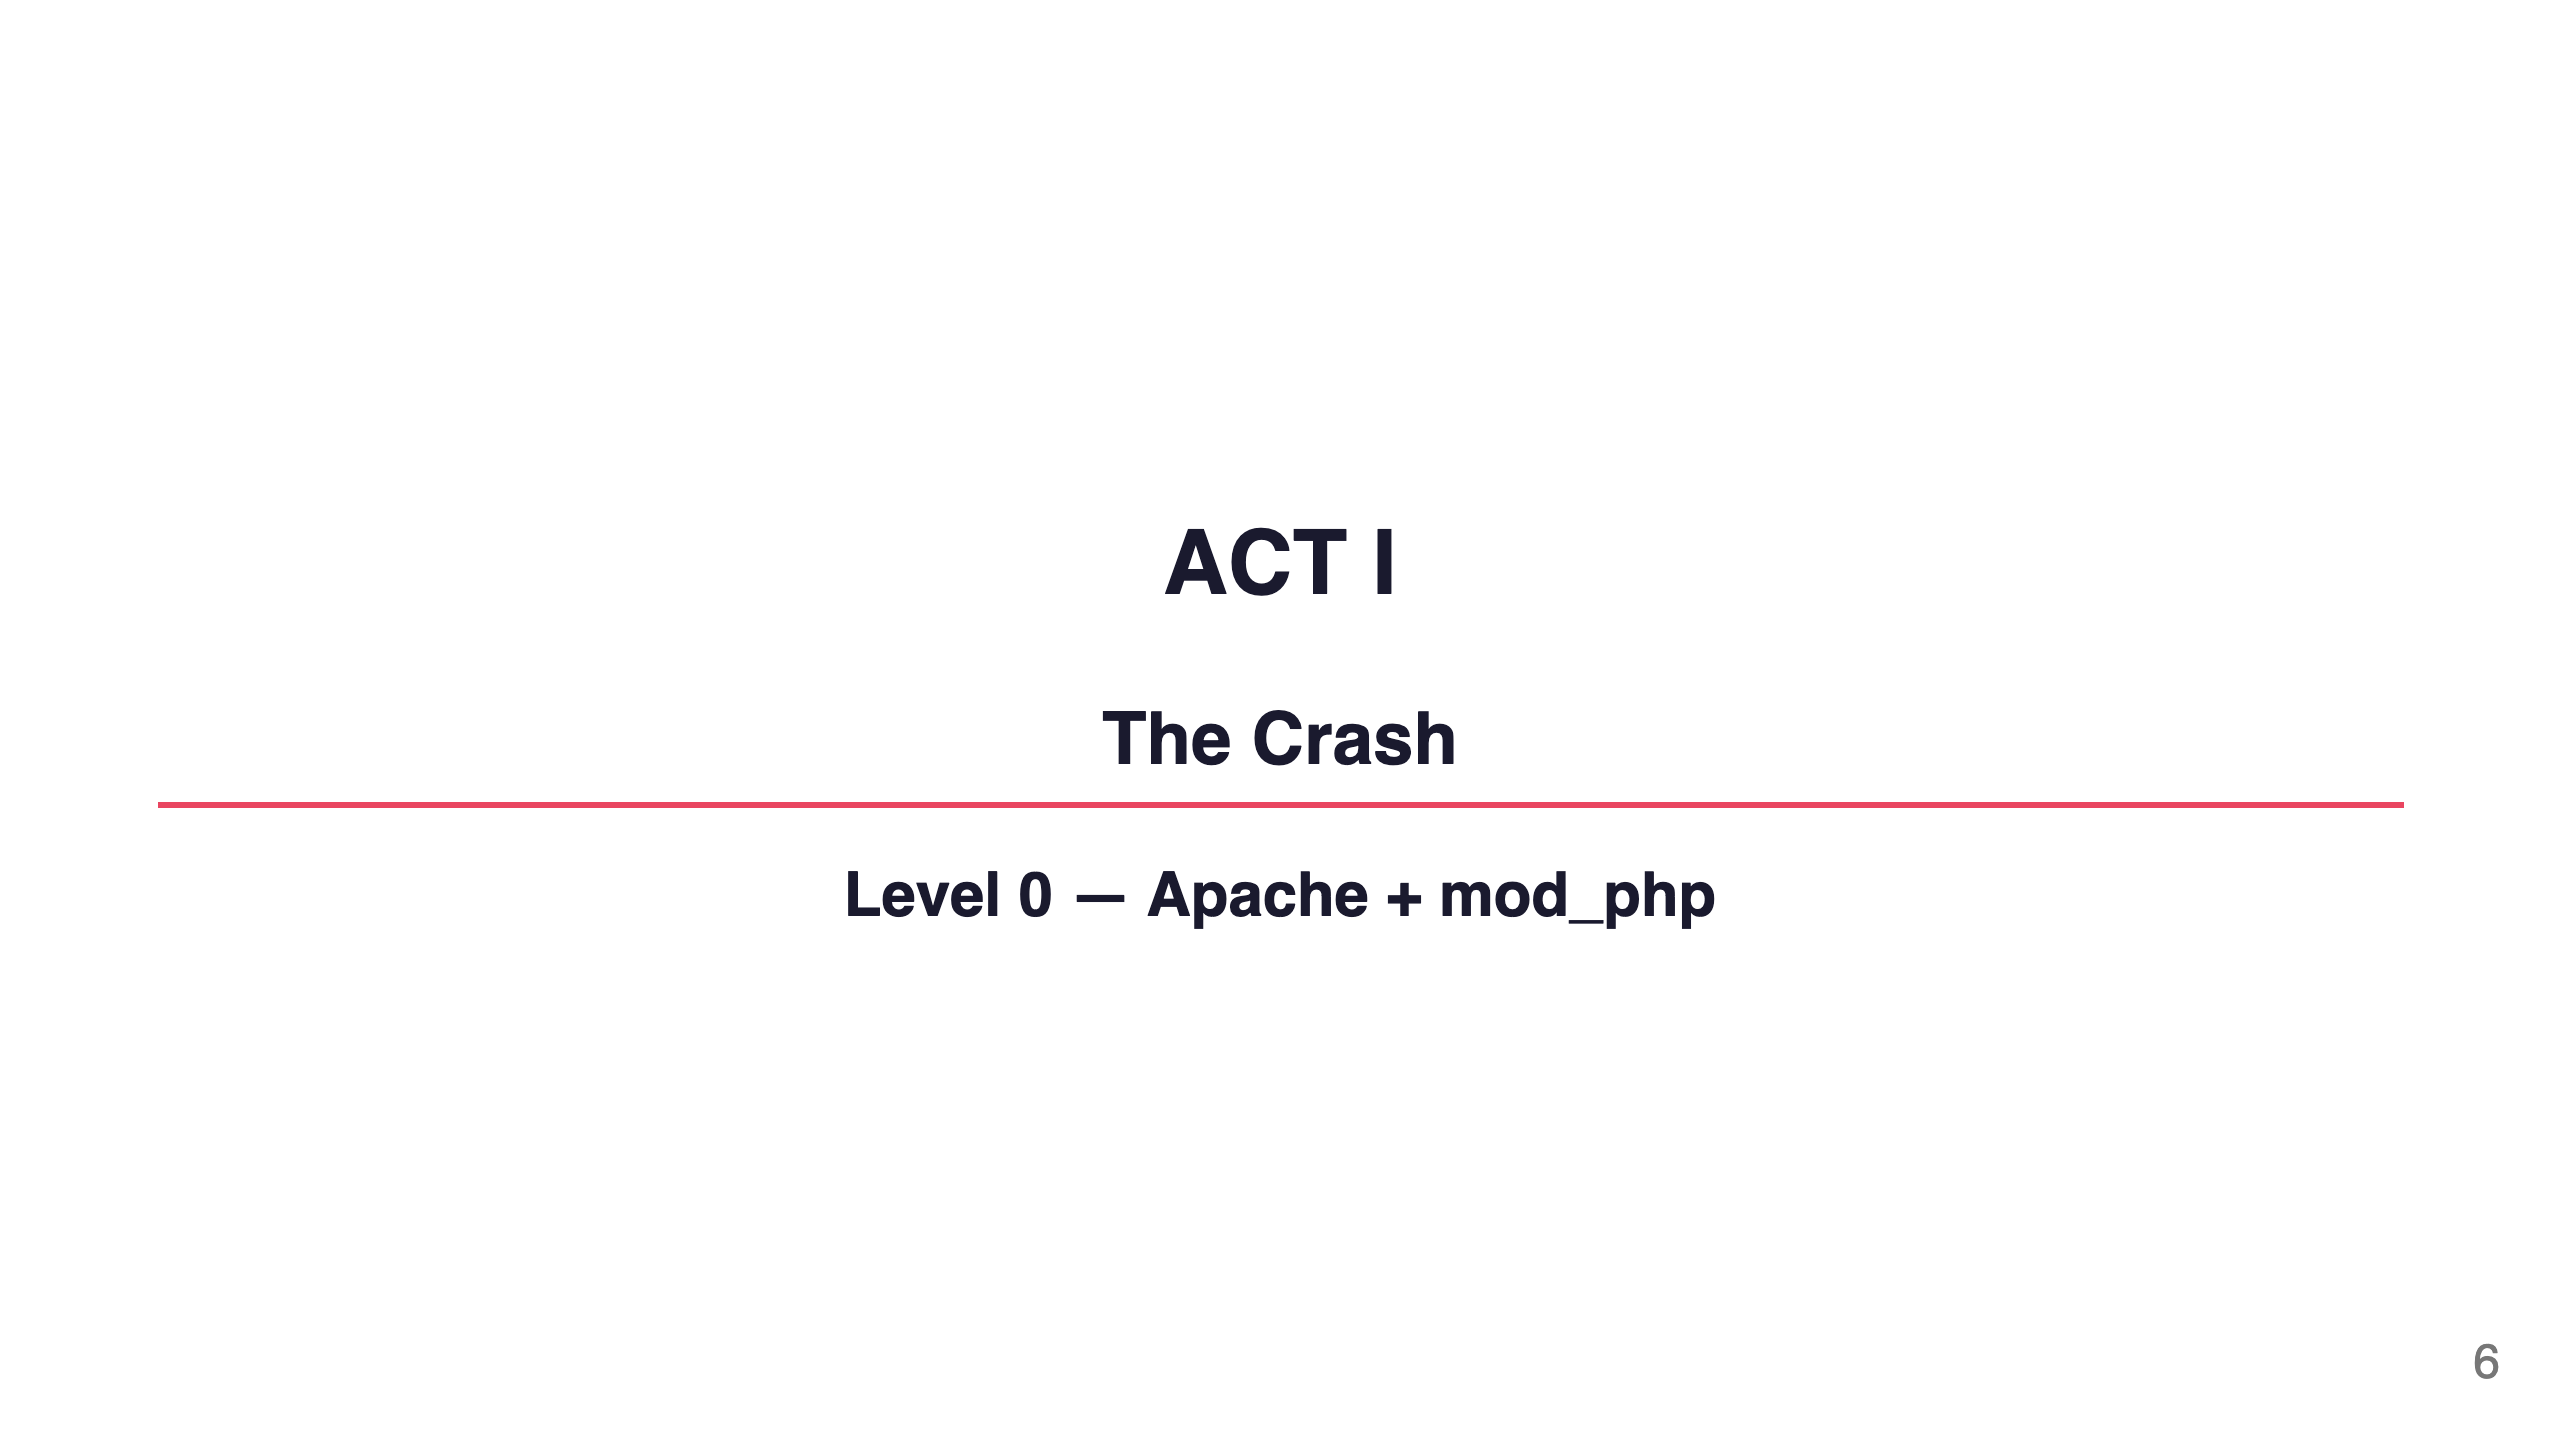 ACT I
The Crash
Level 0 — Apache + mod_php
6